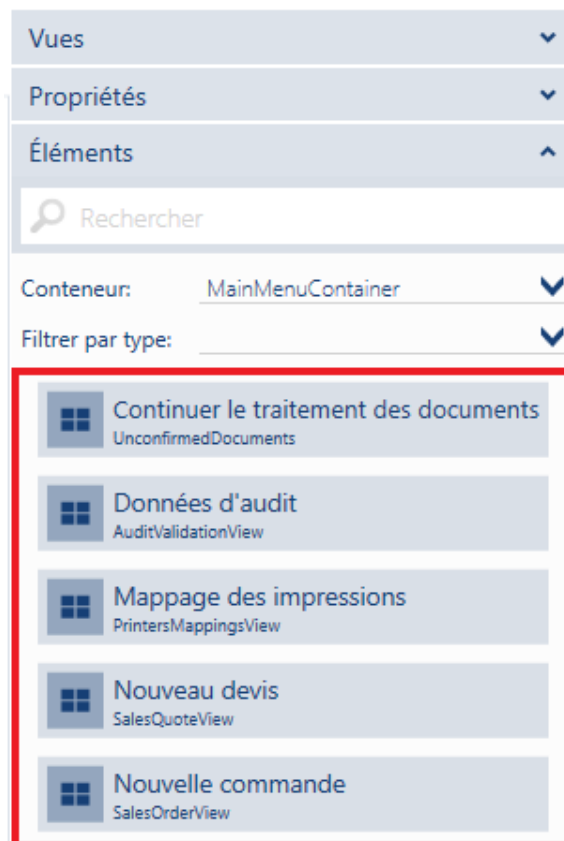 Vues
Propriétés
Éléments
Rechercher
Conteneur: MainMenuContainer
Filtrer par type:
Continuer le traitement des documents
UnconfirmedDocuments
Données d'audit
AuditValidationView
Mappage des impressions
PrintersMappingsView
Nouveau devis
SalesQuoteView
Nouvelle commande
SalesOrderView